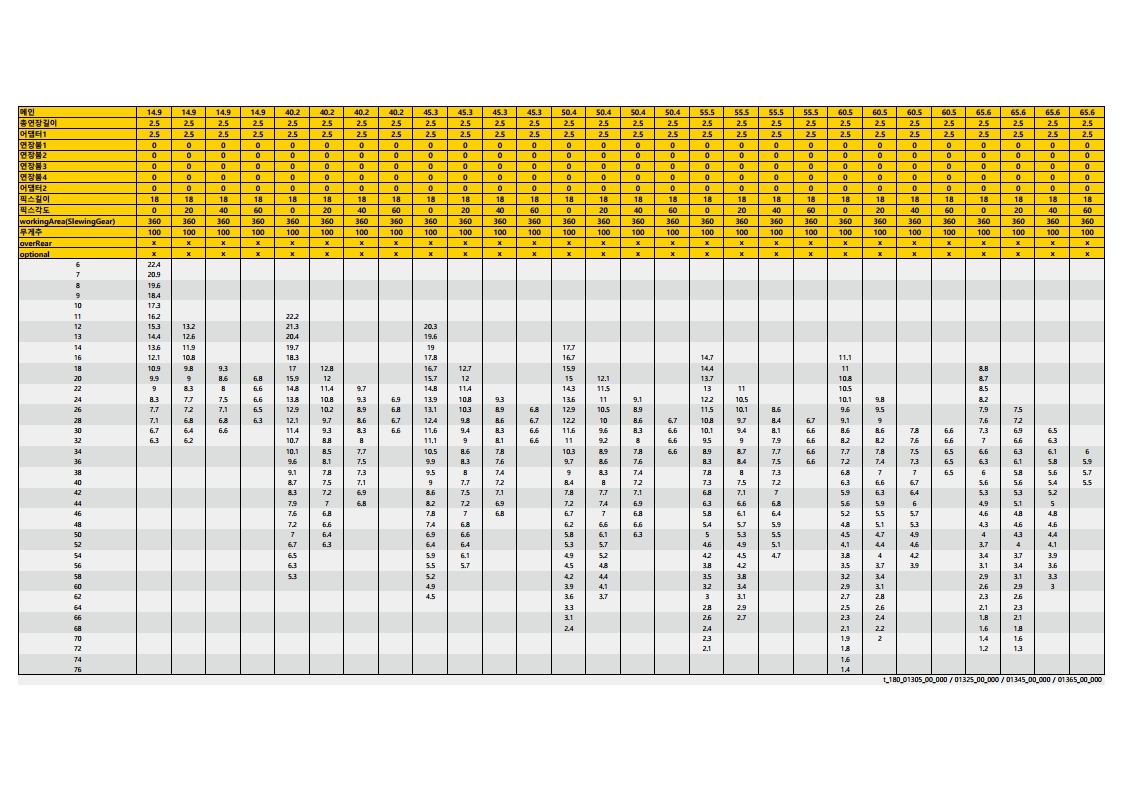 메인 14.9 14.9 14.9 14.9 40.2 40.2 40.2 40.2 45.3 45.3 45.3 45.3 50.4 50.4 50.4 50.4 55.5 55.5 55.5 55.5 60.5 60.5 60.5 60.5 65.6 65.6 65.6 65.6
총연장길이 2.5 2.5 2.5 2.5 2.5 2.5 2.5 2.5 2.5 2.5 2.5 2.5 2.5 2.5 2.5 2.5 2.5 2.5 2.5 2.5 2.5 2.5 2.5 2.5 2.5 2.5 2.5 2.5
어댑터1 2.5 2.5 2.5 2.5 2.5 2.5 2.5 2.5 2.5 2.5 2.5 2.5 2.5 2.5 2.5 2.5 2.5 2.5 2.5 2.5 2.5 2.5 2.5 2.5 2.5 2.5 2.5 2.5
연장붐1 0 0 0 0 0 0 0 0 0 0 0 0 0 0 0 0 0 0 0 0 0 0 0 0 0 0 0 0
연장붐2 0 0 0 0 0 0 0 0 0 0 0 0 0 0 0 0 0 0 0 0 0 0 0 0 0 0 0 0
연장붐3 0 0 0 0 0 0 0 0 0 0 0 0 0 0 0 0 0 0 0 0 0 0 0 0 0 0 0 0
연장붐4 0 0 0 0 0 0 0 0 0 0 0 0 0 0 0 0 0 0 0 0 0 0 0 0 0 0 0 0
어댑터2 0 0 0 0 0 0 0 0 0 0 0 0 0 0 0 0 0 0 0 0 0 0 0 0 0 0 0 0
픽스길이 18 18 18 18 18 18 18 18 18 18 18 18 18 18 18 18 18 18 18 18 18 18 18 18 18 18 18 18
픽스각도 0 20 40 60 0 20 40 60 0 20 40 60 0 20 40 60 0 20 40 60 0 20 40 60 0 20 40 60
workingArea(SlewingGear) 360 360 360 360 360 360 360 360 360 360 360 360 360 360 360 360 360 360 360 360 360 360 360 360 360 360 360 360
무게추 100 100 100 100 100 100 100 100 100 100 100 100 100 100 100 100 100 100 100 100 100 100 100 100 100 100 100 100
overRear x x x x x x x x x x x x x x x x x x x x x x x x x x x x
optional x x x x x x x x x x x x x x x x x x x x x x x x x x x x
6 22.4
7 20.9
8 19.6
9 18.4
10 17.3
11 16.2 22.2
12 15.3 13.2 21.3 20.3
13 14.4 12.6 20.4 19.6
14 13.6 11.9 19.7 19 17.7
16 12.1 10.8 18.3 17.8 16.7 14.7 11.1
18 10.9 9.8 9.3 17 12.8 16.7 12.7 15.9 14.4 11 8.8
20 9.9 9 8.6 6.8 15.9 12 15.7 12 15 12.1 13.7 10.8 8.7
22 9 8.3 8 6.6 14.8 11.4 9.7 14.8 11.4 14.3 11.5 13 11 10.5 8.5
24 8.3 7.7 7.5 6.6 13.8 10.8 9.3 6.9 13.9 10.8 9.3 13.6 11 9.1 12.2 10.5 10.1 9.8 8.2
26 7.7 7.2 7.1 6.5 12.9 10.2 8.9 6.8 13.1 10.3 8.9 6.8 12.9 10.5 8.9 11.5 10.1 8.6 9.6 9.5 7.9 7.5
28 7.1 6.8 6.8 6.3 12.1 9.7 8.6 6.7 12.4 9.8 8.6 6.7 12.2 10 8.6 6.7 10.8 9.7 8.4 6.7 9.1 9 7.6 7.2
30 6.7 6.4 6.6 11.4 9.3 8.3 6.6 11.6 9.4 8.3 6.6 11.6 9.6 8.3 6.6 10.1 9.4 8.1 6.6 8.6 8.6 7.8 6.6 7.3 6.9 6.5
32 6.3 6.2 10.7 8.8 8 11.1 9 8.1 6.6 11 9.2 8 6.6 9.5 9 7.9 6.6 8.2 8.2 7.6 6.6 7 6.6 6.3
34 10.1 8.5 7.7 10.5 8.6 7.8 10.3 8.9 7.8 6.6 8.9 8.7 7.7 6.6 7.7 7.8 7.5 6.5 6.6 6.3 6.1 6
36 9.6 8.1 7.5 9.9 8.3 7.6 9.7 8.6 7.6 8.3 8.4 7.5 6.6 7.2 7.4 7.3 6.5 6.3 6.1 5.8 5.9
38 9.1 7.8 7.3 9.5 8 7.4 9 8.3 7.4 7.8 8 7.3 6.8 7 7 6.5 6 5.8 5.6 5.7
40 8.7 7.5 7.1 9 7.7 7.2 8.4 8 7.2 7.3 7.5 7.2 6.3 6.6 6.7 5.6 5.6 5.4 5.5
42 8.3 7.2 6.9 8.6 7.5 7.1 7.8 7.7 7.1 6.8 7.1 7 5.9 6.3 6.4 5.3 5.3 5.2
44 7.9 7 6.8 8.2 7.2 6.9 7.2 7.4 6.9 6.3 6.6 6.8 5.6 5.9 6 4.9 5.1 5
46 7.6 6.8 7.8 7 6.8 6.7 7 6.8 5.8 6.1 6.4 5.2 5.5 5.7 4.6 4.8 4.8
48 7.2 6.6 7.4 6.8 6.2 6.6 6.6 5.4 5.7 5.9 4.8 5.1 5.3 4.3 4.6 4.6
50 7 6.4 6.9 6.6 5.8 6.1 6.3 5 5.3 5.5 4.5 4.7 4.9 4 4.3 4.4
52 6.7 6.3 6.4 6.4 5.3 5.7 4.6 4.9 5.1 4.1 4.4 4.6 3.7 4 4.1
54 6.5 5.9 6.1 4.9 5.2 4.2 4.5 4.7 3.8 4 4.2 3.4 3.7 3.9
56 6.3 5.5 5.7 4.5 4.8 3.8 4.2 3.5 3.7 3.9 3.1 3.4 3.6
58 5.3 5.2 4.2 4.4 3.5 3.8 3.2 3.4 2.9 3.1 3.3
60 4.9 3.9 4.1 3.2 3.4 2.9 3.1 2.6 2.9 3
62 4.5 3.6 3.7 3 3.1 2.7 2.8 2.3 2.6
64 3.3 2.8 2.9 2.5 2.6 2.1 2.3
66 3.1 2.6 2.7 2.3 2.4 1.8 2.1
68 2.4 2.4 2.1 2.2 1.6 1.8
70 2.3 1.9 2 1.4 1.6
72 2.1 1.8 1.2 1.3
74 1.6
76 1.4
t_180_01305_00_000 / 01325_00_000 / 01345_00_000 / 01365_00_000